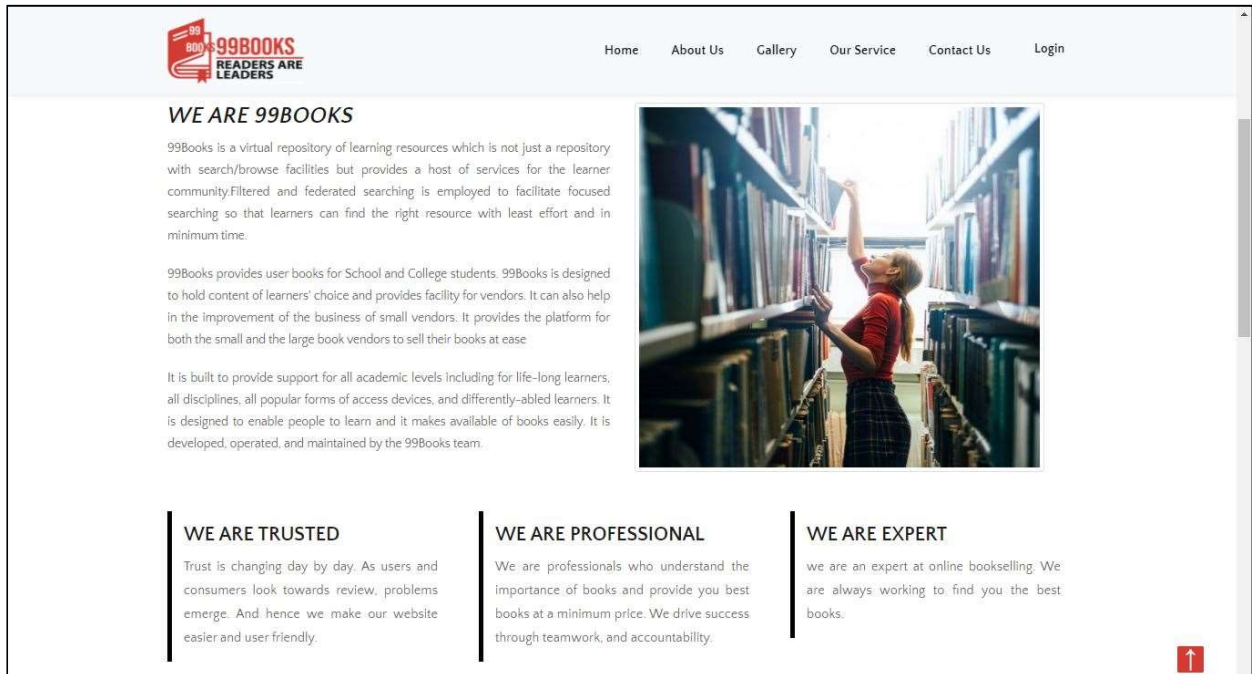 99
BOOKS
99BOOKS
READERS ARE
LEADERS
Home About Us Gallery Our Service Contact Us Login
WE ARE 99BOOKS
99Books is a virtual repository of learning resources which is not just a repository
with search/browse facilities but provides a host of services for the learner
community.Filtered and federated searching is employed to facilitate focused
searching so that learners can find the right resource with least effort and in
minimum time.
99Books provides user books for School and College students. 99Books is designed
to hold content of learners' choice and provides facility for vendors. It can also help
in the improvement of the business of small vendors. It provides the platform for
both the small and the large book vendors to sell their books at ease
It is built to provide support for all academic levels including for life-long learners,
all disciplines, all popular forms of access devices, and differently-abled learners. It
is designed to enable people to learn and it makes available of books easily. It is
developed, operated, and maintained by the 99Books team.
WE ARE TRUSTED
Trust is changing day by day. As users and
consumers look towards review, problems
emerge. And hence we make our website
easier and user friendly.
WE ARE PROFESSIONAL
We are professionals who understand the
importance of books and provide you best
books at a minimum price. We drive success
through teamwork, and accountability.
WE ARE EXPERT
we are an expert at online bookselling. We
are always working to find you the best
books.